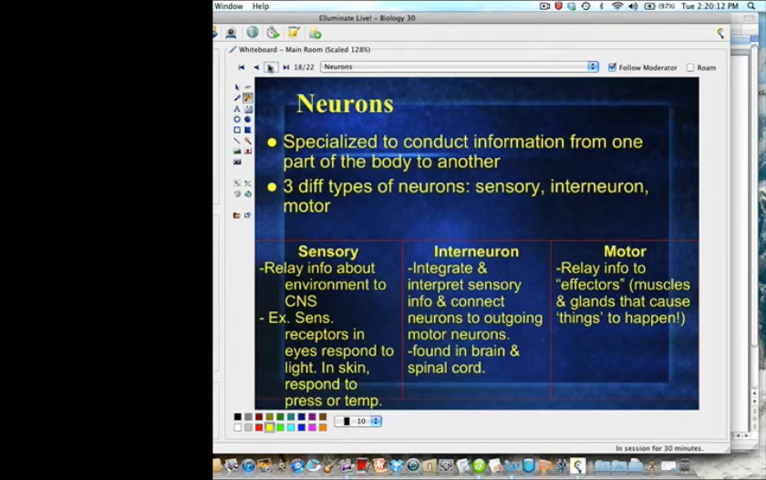 Window Help
(97%) Tue 2:20:12 PM
Elluminate Live! - Biology 30
Whiteboard - Main Room (Scaled 128%)
18/22 Neurons Follow Moderator Roam
Neurons
Specialized to conduct information from one
part of the body to another
3 diff types of neurons: sensory, interneuron,
motor
Sensory
-Relay info about
environment to
CNS
- Ex. Sens.
receptors in
eyes respond to
light. In skin,
respond to
press or temp.
Interneuron
-Integrate &
interpret sensory
info & connect
neurons to outgoing
motor neurons.
-found in brain &
spinal cord.
Motor
-Relay info to
“effectors” (muscles
& glands that cause
‘things’ to happen!)
10
In session for 30 minutes.